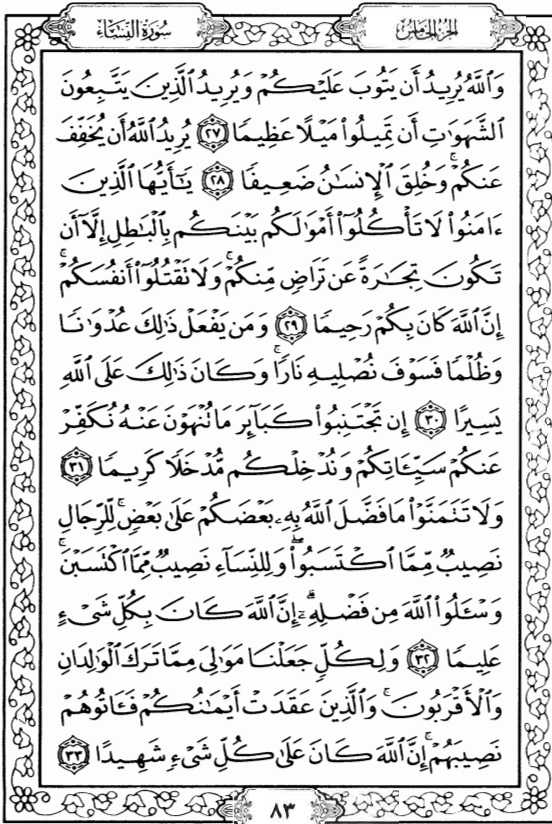 سُورَةُ النِّسَاءِ
الجزء الخامس
وَٱللَّهُ يُرِيدُ أَن يَتُوبَ عَلَيْكُمْ وَيُرِيدُ ٱلَّذِينَ يَتَّبِعُونَ
ٱلشَّهَوَٰتِ أَن تَمِيلُوا۟ مَيْلًا عَظِيمًا ٢٧ يُرِيدُ ٱللَّهُ أَن يُخَفِّفَ
عَنكُمْ ۚ وَخُلِقَ ٱلْإِنسَٰنُ ضَعِيفًا ٢٨ يَٰٓأَيُّهَا ٱلَّذِينَ
ءَامَنُوا۟ لَا تَأْكُلُوٓا۟ أَمْوَٰلَكُم بَيْنَكُم بِٱلْبَٰطِلِ إِلَّآ أَن
تَكُونَ تِجَٰرَةً عَن تَرَاضٍ مِّنكُمْ ۚ وَلَا تَقْتُلُوٓا۟ أَنفُسَكُمْ ۚ
إِنَّ ٱللَّهَ كَانَ بِكُمْ رَحِيمًا ٢٩ وَمَن يَفْعَلْ ذَٰلِكَ عُدْوَٰنًا
وَظُلْمًا فَسَوْفَ نُصْلِيهِ نَارًا ۚ وَكَانَ ذَٰلِكَ عَلَى ٱللَّهِ
يَسِيرًا ٣٠ إِن تَجْتَنِبُوا۟ كَبَآئِرَ مَا تُنْهَوْنَ عَنْهُ نُكَفِّرْ
عَنكُمْ سَيِّـَٔاتِكُمْ وَنُدْخِلْكُم مُّدْخَلًا كَرِيمًا ٣١
وَلَا تَتَمَنَّوْا۟ مَا فَضَّلَ ٱللَّهُ بِهِۦ بَعْضَكُمْ عَلَىٰ بَعْضٍ ۚ لِّلرِّجَالِ
نَصِيبٌ مِّمَّا ٱكْتَسَبُوا۟ ۖ وَلِلنِّسَآءِ نَصِيبٌ مِّمَّا ٱكْتَسَبْنَ ۚ
وَسْـَٔلُوا۟ ٱللَّهَ مِن فَضْلِهِۦٓ ۗ إِنَّ ٱللَّهَ كَانَ بِكُلِّ شَىْءٍ
عَلِيمًا ٣٢ وَلِكُلٍّ جَعَلْنَا مَوَٰلِىَ مِمَّا تَرَكَ ٱلْوَٰلِدَانِ
وَٱلْأَقْرَبُونَ ۚ وَٱلَّذِينَ عَقَدَتْ أَيْمَٰنُكُمْ فَـَٔاتُوهُمْ
نَصِيبَهُمْ ۚ إِنَّ ٱللَّهَ كَانَ عَلَىٰ كُلِّ شَىْءٍ شَهِيدًا ٣٣
٨٣